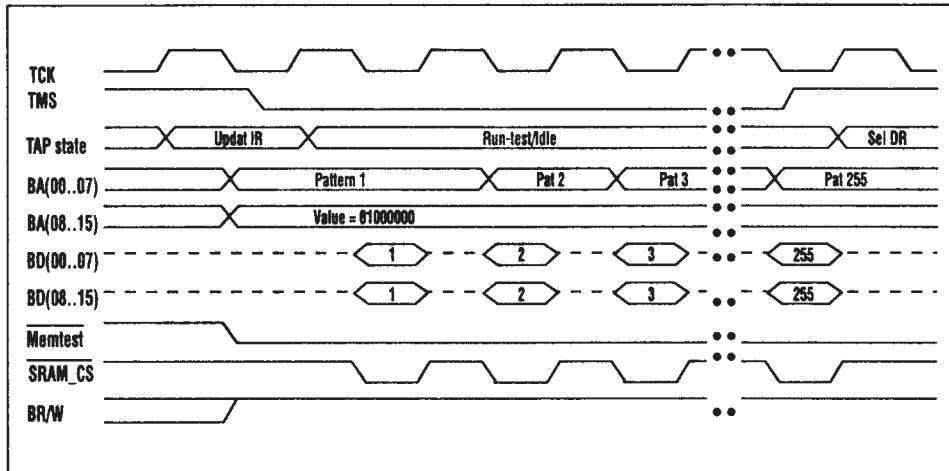 TCK
TMS
TAP state Updat IR Run-test/Idle Sel DR
BA(00..07) Pattern 1 Pat 2 Pat 3 Pat 255
BA(08..15) Value = 01000000
BD(00..07) 1 2 3 255
BD(08..15) 1 2 3 255
Memtest
SRAM_CS
BR/W